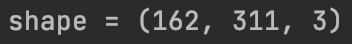 shape = (162, 311, 3)